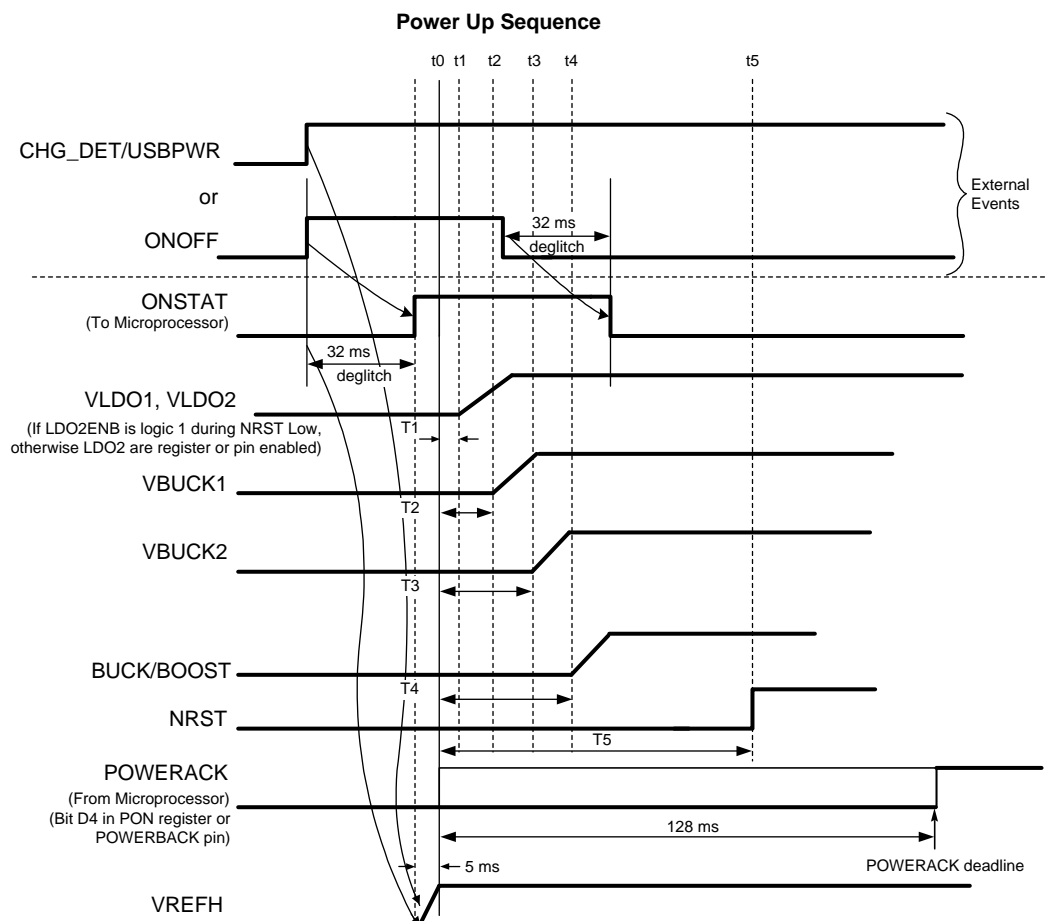 Power Up Sequence
t0 t1 t2 t3 t4 t5
CHG_DET/USBPWR
or
ONOFF
32 ms
deglitch
External
Events
ONSTAT
(To Microprocessor)
32 ms
deglitch
VLDO1, VLDO2
(If LDO2ENB is logic 1 during NRST Low,
otherwise LDO2 are register or pin enabled)
T1
VBUCK1
T2
VBUCK2
T3
BUCK/BOOST
T4
NRST
T5
POWERACK
(From Microprocessor)
(Bit D4 in PON register or
POWERBACK pin)
128 ms
POWERACK deadline
5 ms
VREFH